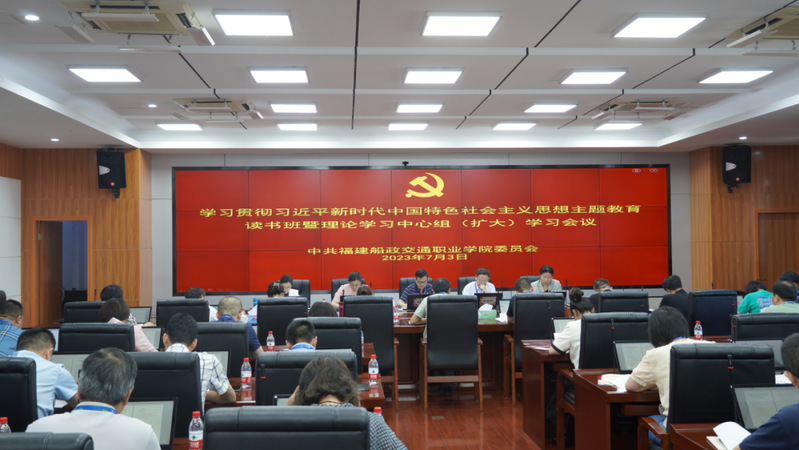 学习贯彻习近平新时代中国特色社会主义思想主题教育
读书班暨理论学习中心组（扩大）学习会议
中共福建船政交通职业学院委员会
2023年7月3日